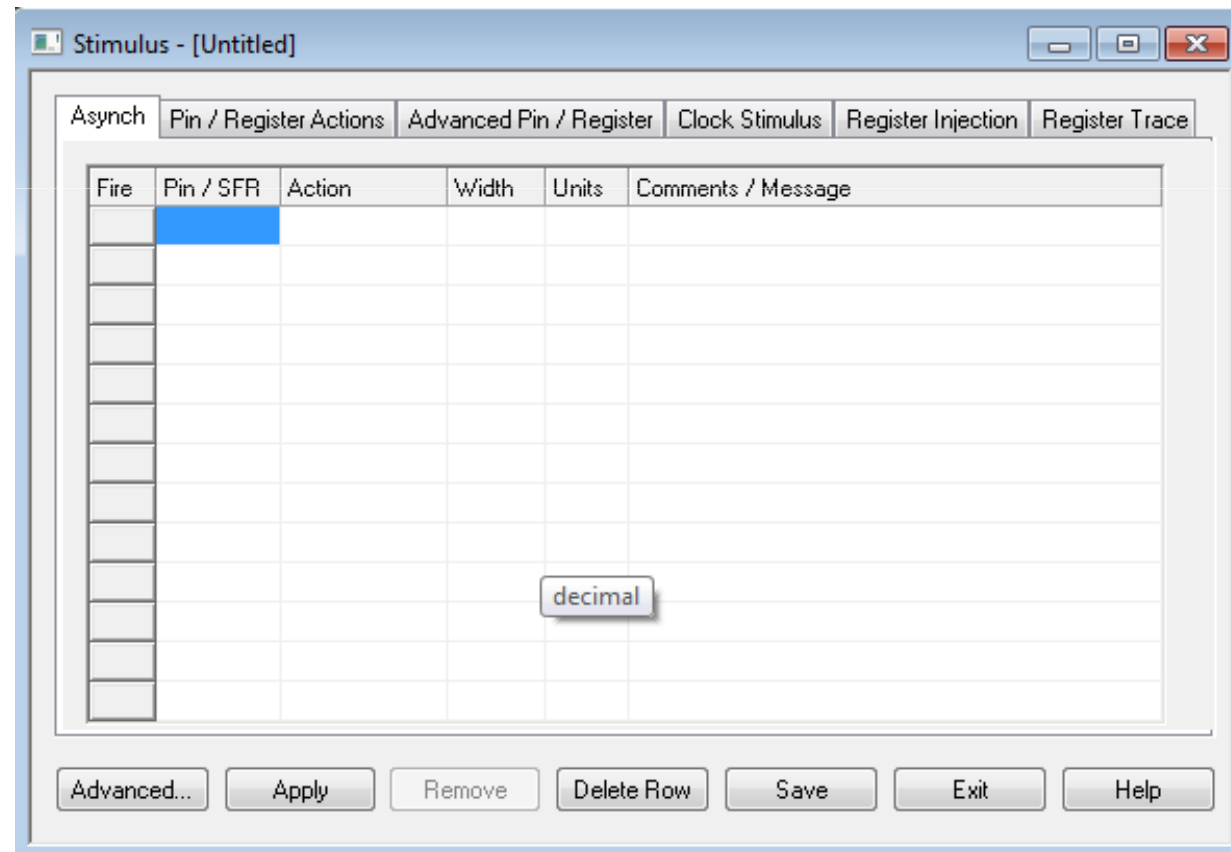 Stimulus - [Untitled]
Asynch Pin / Register Actions Advanced Pin / Register Clock Stimulus Register Injection Register Trace
Fire Pin / SFR Action Width Units Comments / Message
decimal
Advanced... Apply Remove Delete Row Save Exit Help